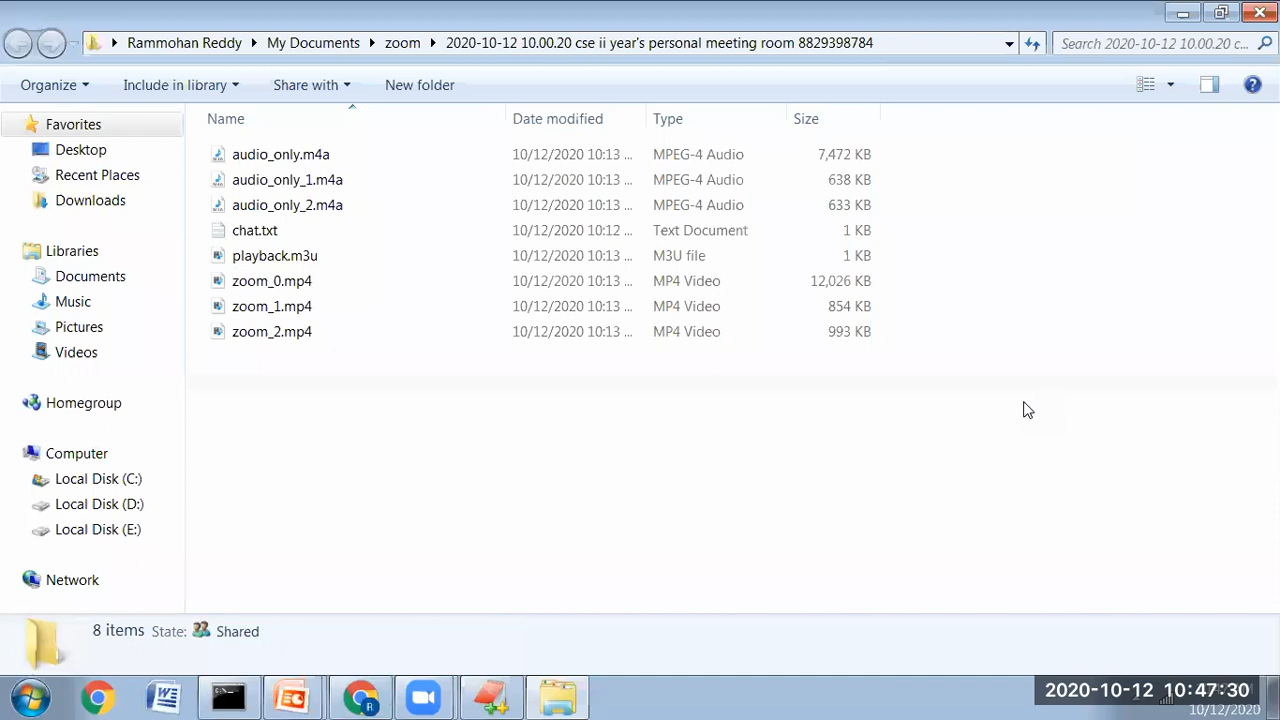 Rammohan Reddy My Documents zoom 2020-10-12 10.00.20 cse ii year's personal meeting room 8829398784 Search 2020-10-12 10.00.20 c...
Organize Include in library Share with New folder
Name Date modified Type Size
Favorites
Desktop
Recent Places
Downloads
Libraries
Documents
Music
Pictures
Videos
Homegroup
Computer
Local Disk (C:)
Local Disk (D:)
Local Disk (E:)
Network
audio_only.m4a 10/12/2020 10:13 ... MPEG-4 Audio 7,472 KB
audio_only_1.m4a 10/12/2020 10:13 ... MPEG-4 Audio 638 KB
audio_only_2.m4a 10/12/2020 10:13 ... MPEG-4 Audio 633 KB
chat.txt 10/12/2020 10:12 ... Text Document 1 KB
playback.m3u 10/12/2020 10:13 ... M3U file 1 KB
zoom_0.mp4 10/12/2020 10:13 ... MP4 Video 12,026 KB
zoom_1.mp4 10/12/2020 10:13 ... MP4 Video 854 KB
zoom_2.mp4 10/12/2020 10:13 ... MP4 Video 993 KB
8 items State: Shared
2020-10-12 10:47:30
10/12/2020